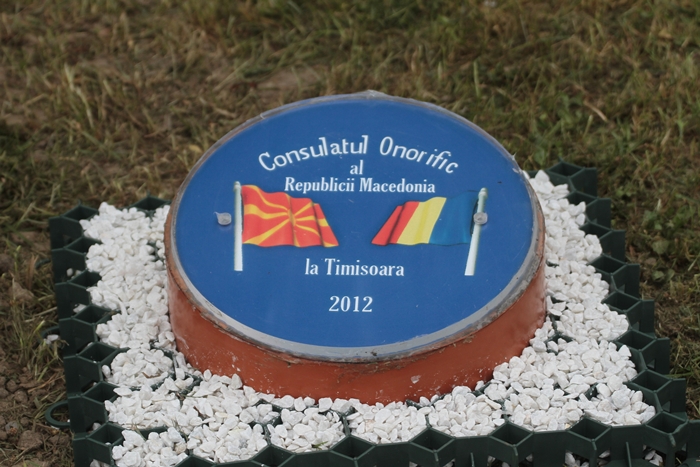 Consulatul Onorific
al
Republicii Macedonia
la Timisoara
2012